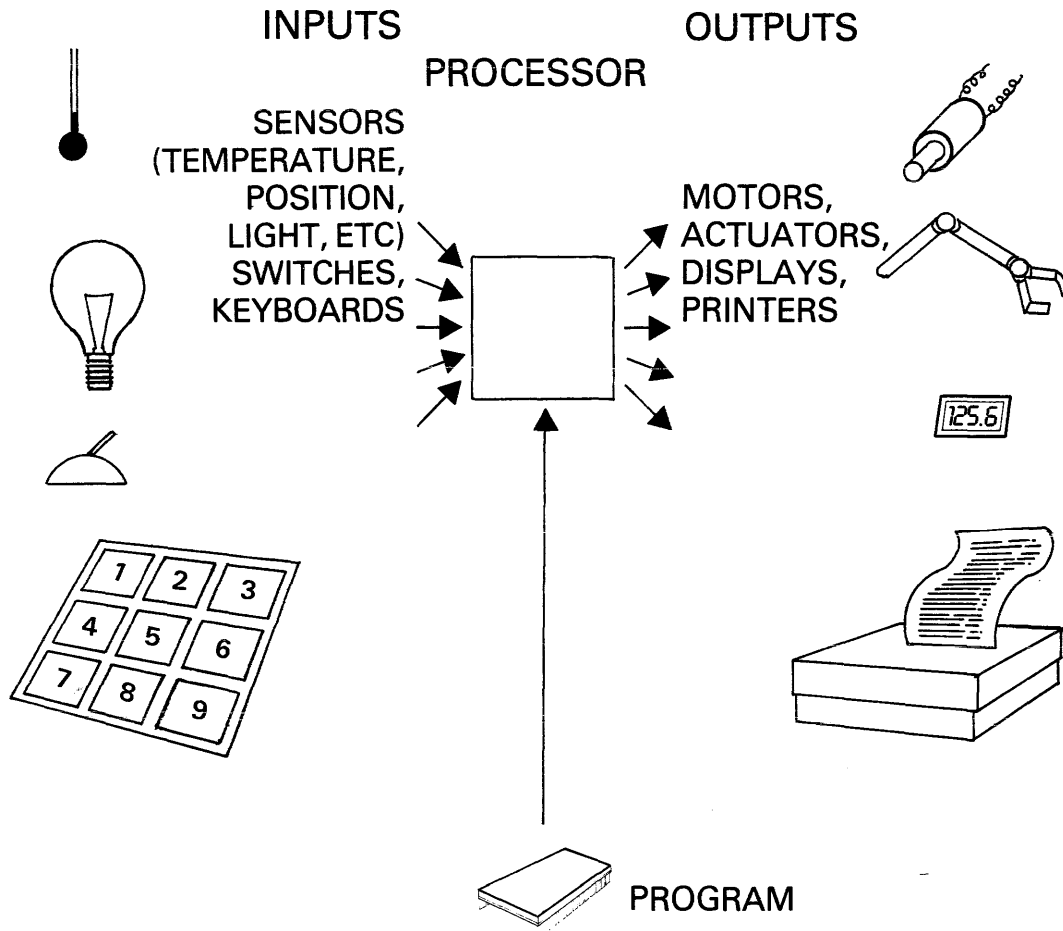 INPUTS
OUTPUTS
PROCESSOR
SENSORS
(TEMPERATURE,
POSITION,
LIGHT, ETC)
SWITCHES,
KEYBOARDS
MOTORS,
ACTUATORS,
DISPLAYS,
PRINTERS
125.6
1 2 3
4 5 6
7 8 9
PROGRAM